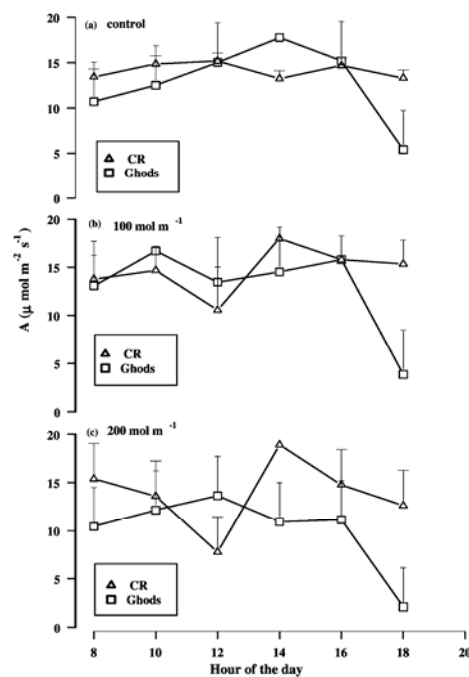 20
(a) control
15
10
5
0
CR
Ghods
A (μ mol m⁻² s⁻¹)
20
(b) 100 mol m ⁻¹
15
10
5
0
CR
Ghods
20
(c) 200 mol m ⁻¹
15
10
5
0
CR
Ghods
8 10 12 14 16 18 20
Hour of the day